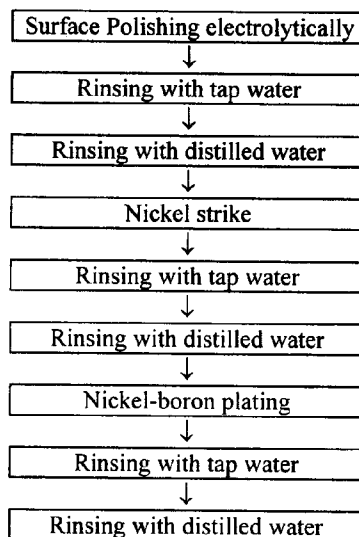 Surface Polishing electrolytically
Rinsing with tap water
Rinsing with distilled water
Nickel strike
Rinsing with tap water
Rinsing with distilled water
Nickel-boron plating
Rinsing with tap water
Rinsing with distilled water